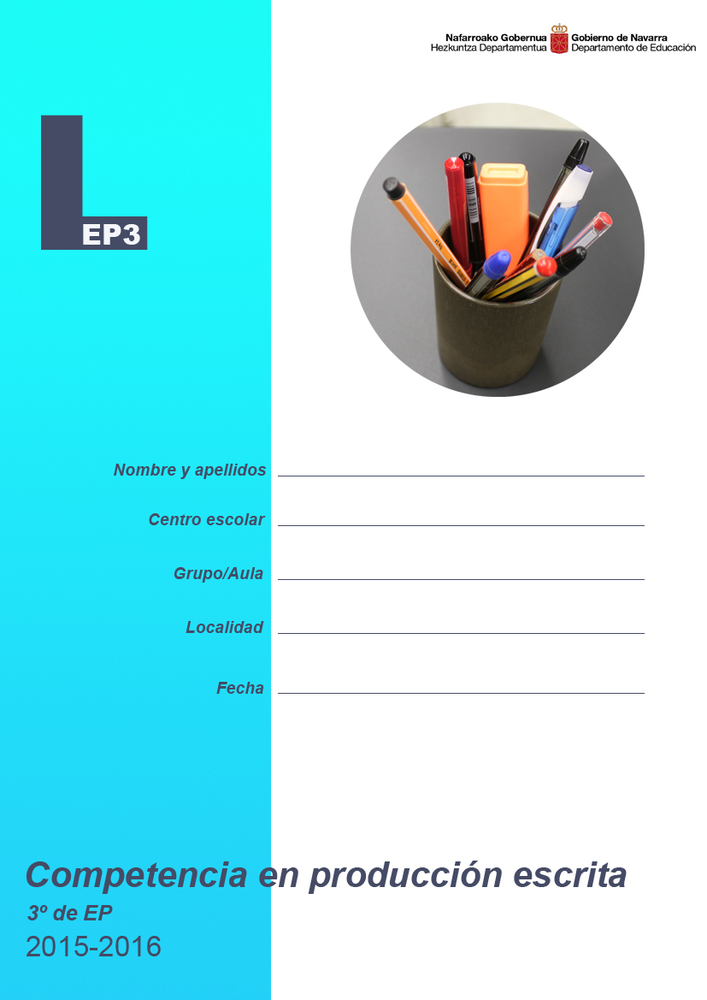 Nafarroako Gobernua Gobierno de Navarra
Hezkuntza Departamentua Departamento de Educación
L
EP3
Nombre y apellidos
Centro escolar
Grupo/Aula
Localidad
Fecha
Competencia en producción escrita
3º de EP
2015-2016